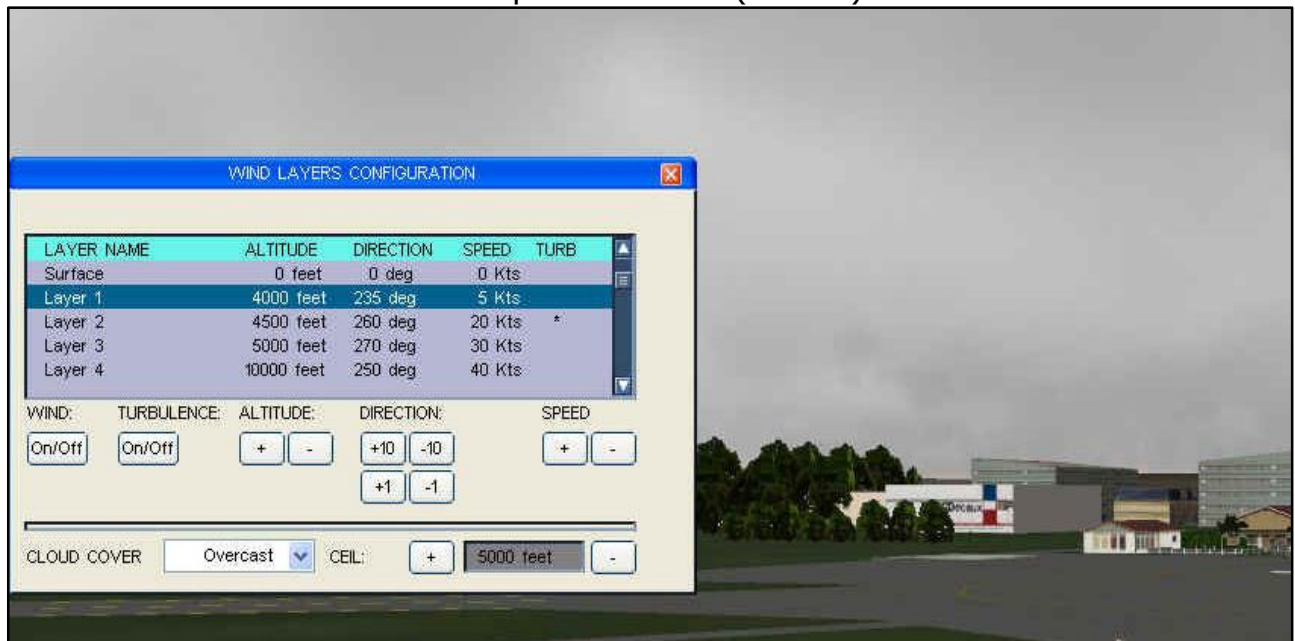 WIND LAYERS CONFIGURATION
LAYER NAME ALTITUDE DIRECTION SPEED TURB
Surface 0 feet 0 deg 0 Kts
Layer 1 4000 feet 235 deg 5 Kts
Layer 2 4500 feet 260 deg 20 Kts *
Layer 3 5000 feet 270 deg 30 Kts
Layer 4 10000 feet 250 deg 40 Kts
WIND: TURBULENCE: ALTITUDE: DIRECTION: SPEED
On/Off On/Off + - +10 -10 + -
+1 -1
CLOUD COVER Overcast CEIL: + 5000 feet -
Decaux